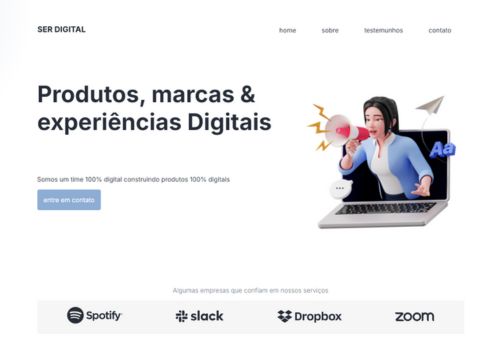 SER DIGITAL
home
sobre
testemunhos
contato
Produtos, marcas &
experiências Digitais
Aa
Somos um time 100% digital construindo produtos 100% digitais
entre em contato
Algumas empresas que confiam em nossos serviços
Spotify
slack
Dropbox
zoom